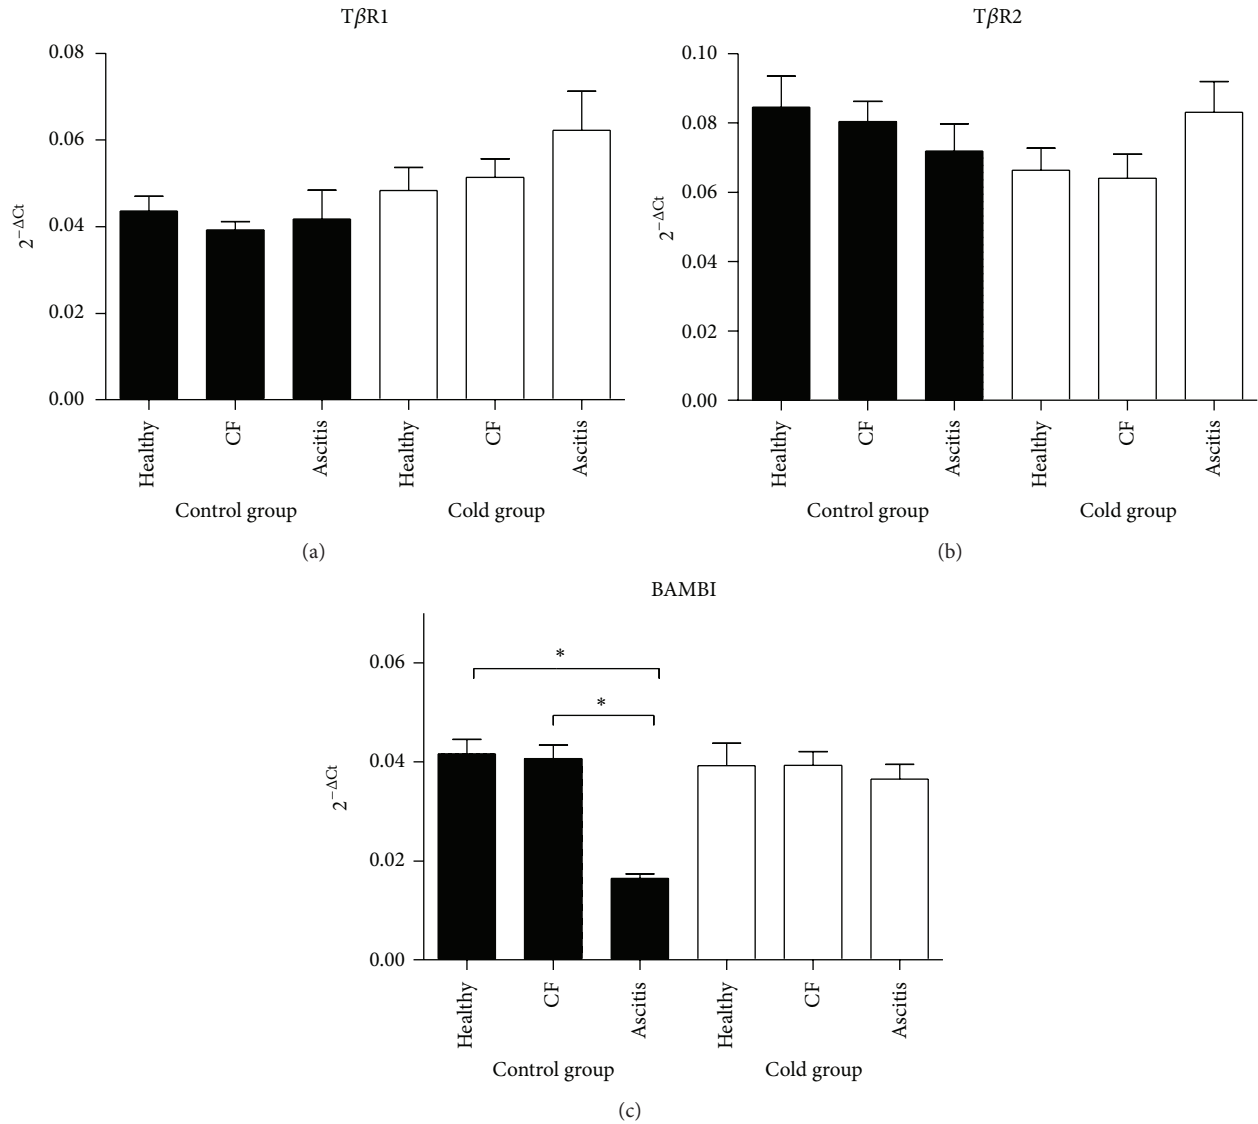 TβR1
0.08
0.06
0.04
0.02
0.00
2^−ΔCt
Healthy
CF
Ascitis
Healthy
CF
Ascitis
Control group
Cold group
(a)
TβR2
0.10
0.08
0.06
0.04
0.02
0.00
2^−ΔCt
Healthy
CF
Ascitis
Healthy
CF
Ascitis
Control group
Cold group
(b)
BAMBI
0.06
0.04
0.02
0.00
2^−ΔCt
*
*
Healthy
CF
Ascitis
Healthy
CF
Ascitis
Control group
Cold group
(c)